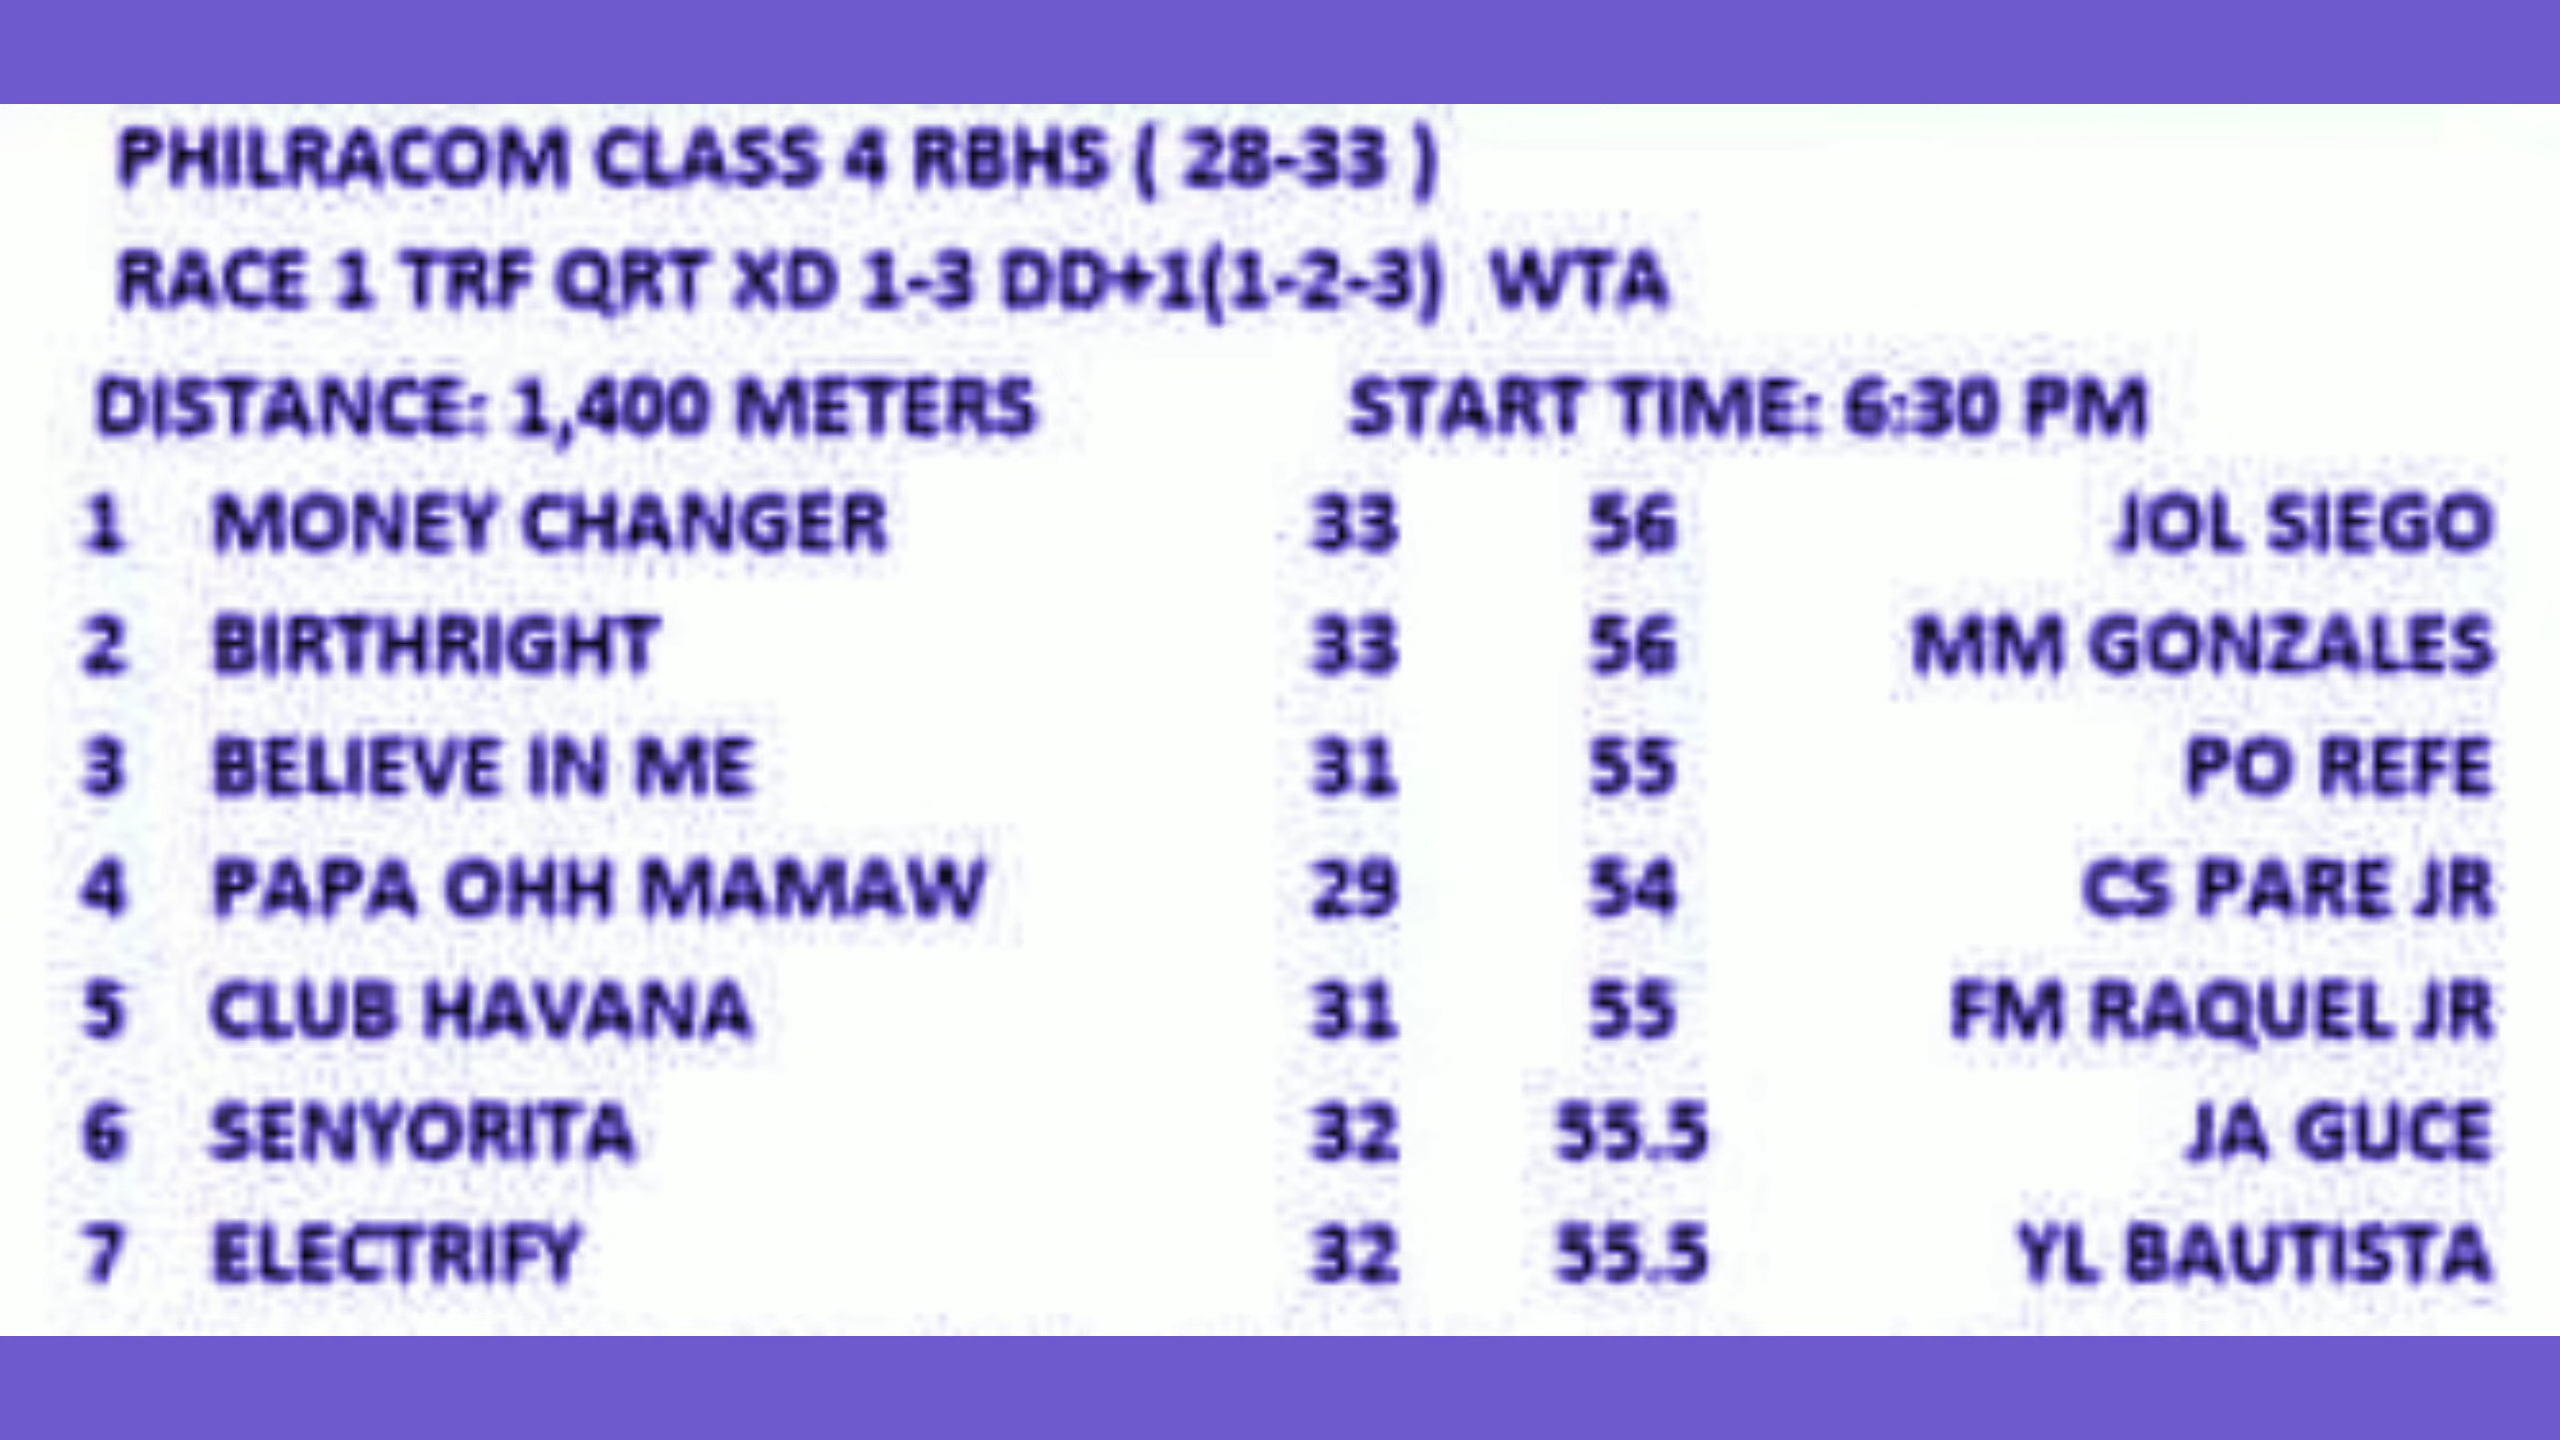 PHILRACOM CLASS 4 RBHS ( 28-33 )
RACE 1 TRF QRT XD 1-3 DD+1(1-2-3) WTA
DISTANCE: 1,400 METERS START TIME: 6:30 PM
1 MONEY CHANGER 33 56 JOL SIEGO
2 BIRTHRIGHT 33 56 MM GONZALES
3 BELIEVE IN ME 31 55 PO REFE
4 PAPA OHH MAMAW 29 54 CS PARE JR
5 CLUB HAVANA 31 55 FM RAQUEL JR
6 SENYORITA 32 55.5 JA GUCE
7 ELECTRIFY 32 55.5 YL BAUTISTA